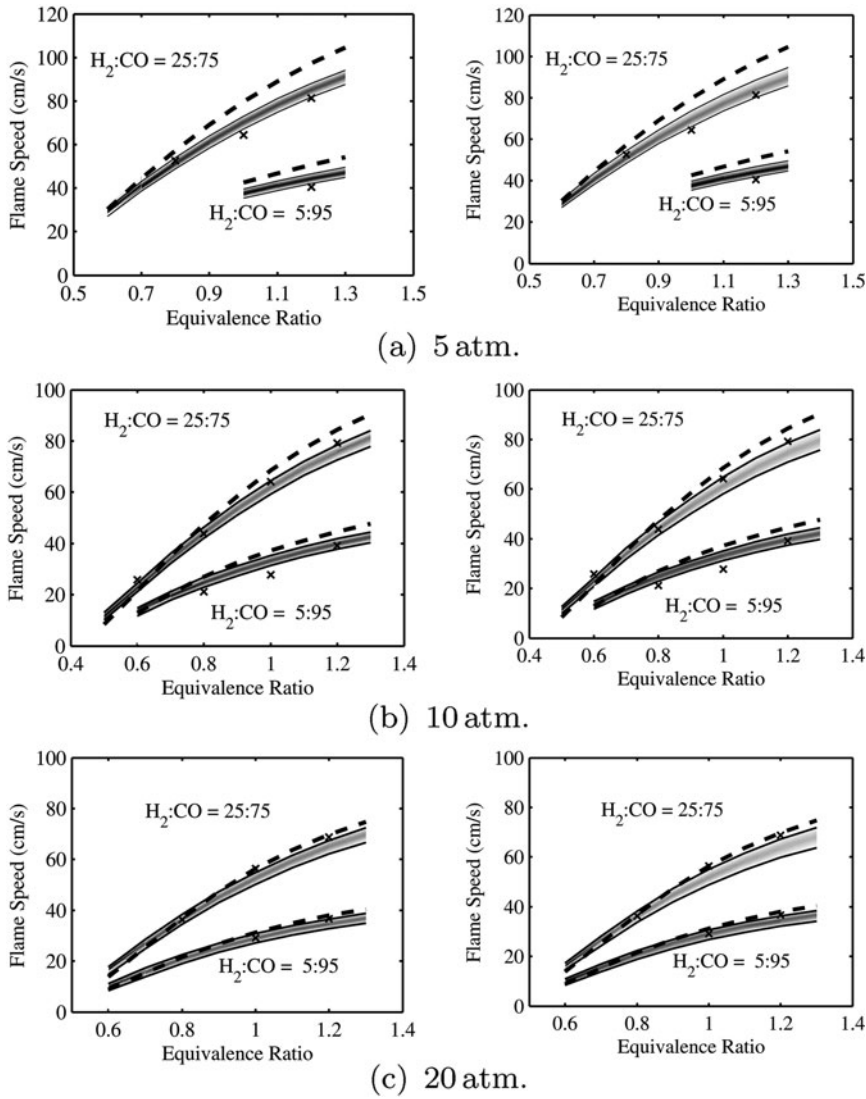 120
100
80
60
40
20
0
Flame Speed (cm/s)
H2:CO = 25:75
H2:CO = 5:95
0.5 0.7 0.9 1.1 1.3 1.5
Equivalence Ratio
120
100
80
60
40
20
0
Flame Speed (cm/s)
H2:CO = 25:75
H2:CO = 5:95
0.5 0.7 0.9 1.1 1.3 1.5
Equivalence Ratio
(a) 5 atm.
100
80
60
40
20
0
Flame Speed (cm/s)
H2:CO = 25:75
H2:CO = 5:95
0.4 0.6 0.8 1 1.2 1.4
Equivalence Ratio
100
80
60
40
20
0
Flame Speed (cm/s)
H2:CO = 25:75
H2:CO = 5:95
0.4 0.6 0.8 1 1.2 1.4
Equivalence Ratio
(b) 10 atm.
100
80
60
40
20
0
Flame Speed (cm/s)
H2:CO = 25:75
H2:CO = 5:95
0.6 0.8 1 1.2 1.4
Equivalence Ratio
100
80
60
40
20
0
Flame Speed (cm/s)
H2:CO = 25:75
H2:CO = 5:95
0.6 0.8 1 1.2 1.4
Equivalence Ratio
(c) 20 atm.